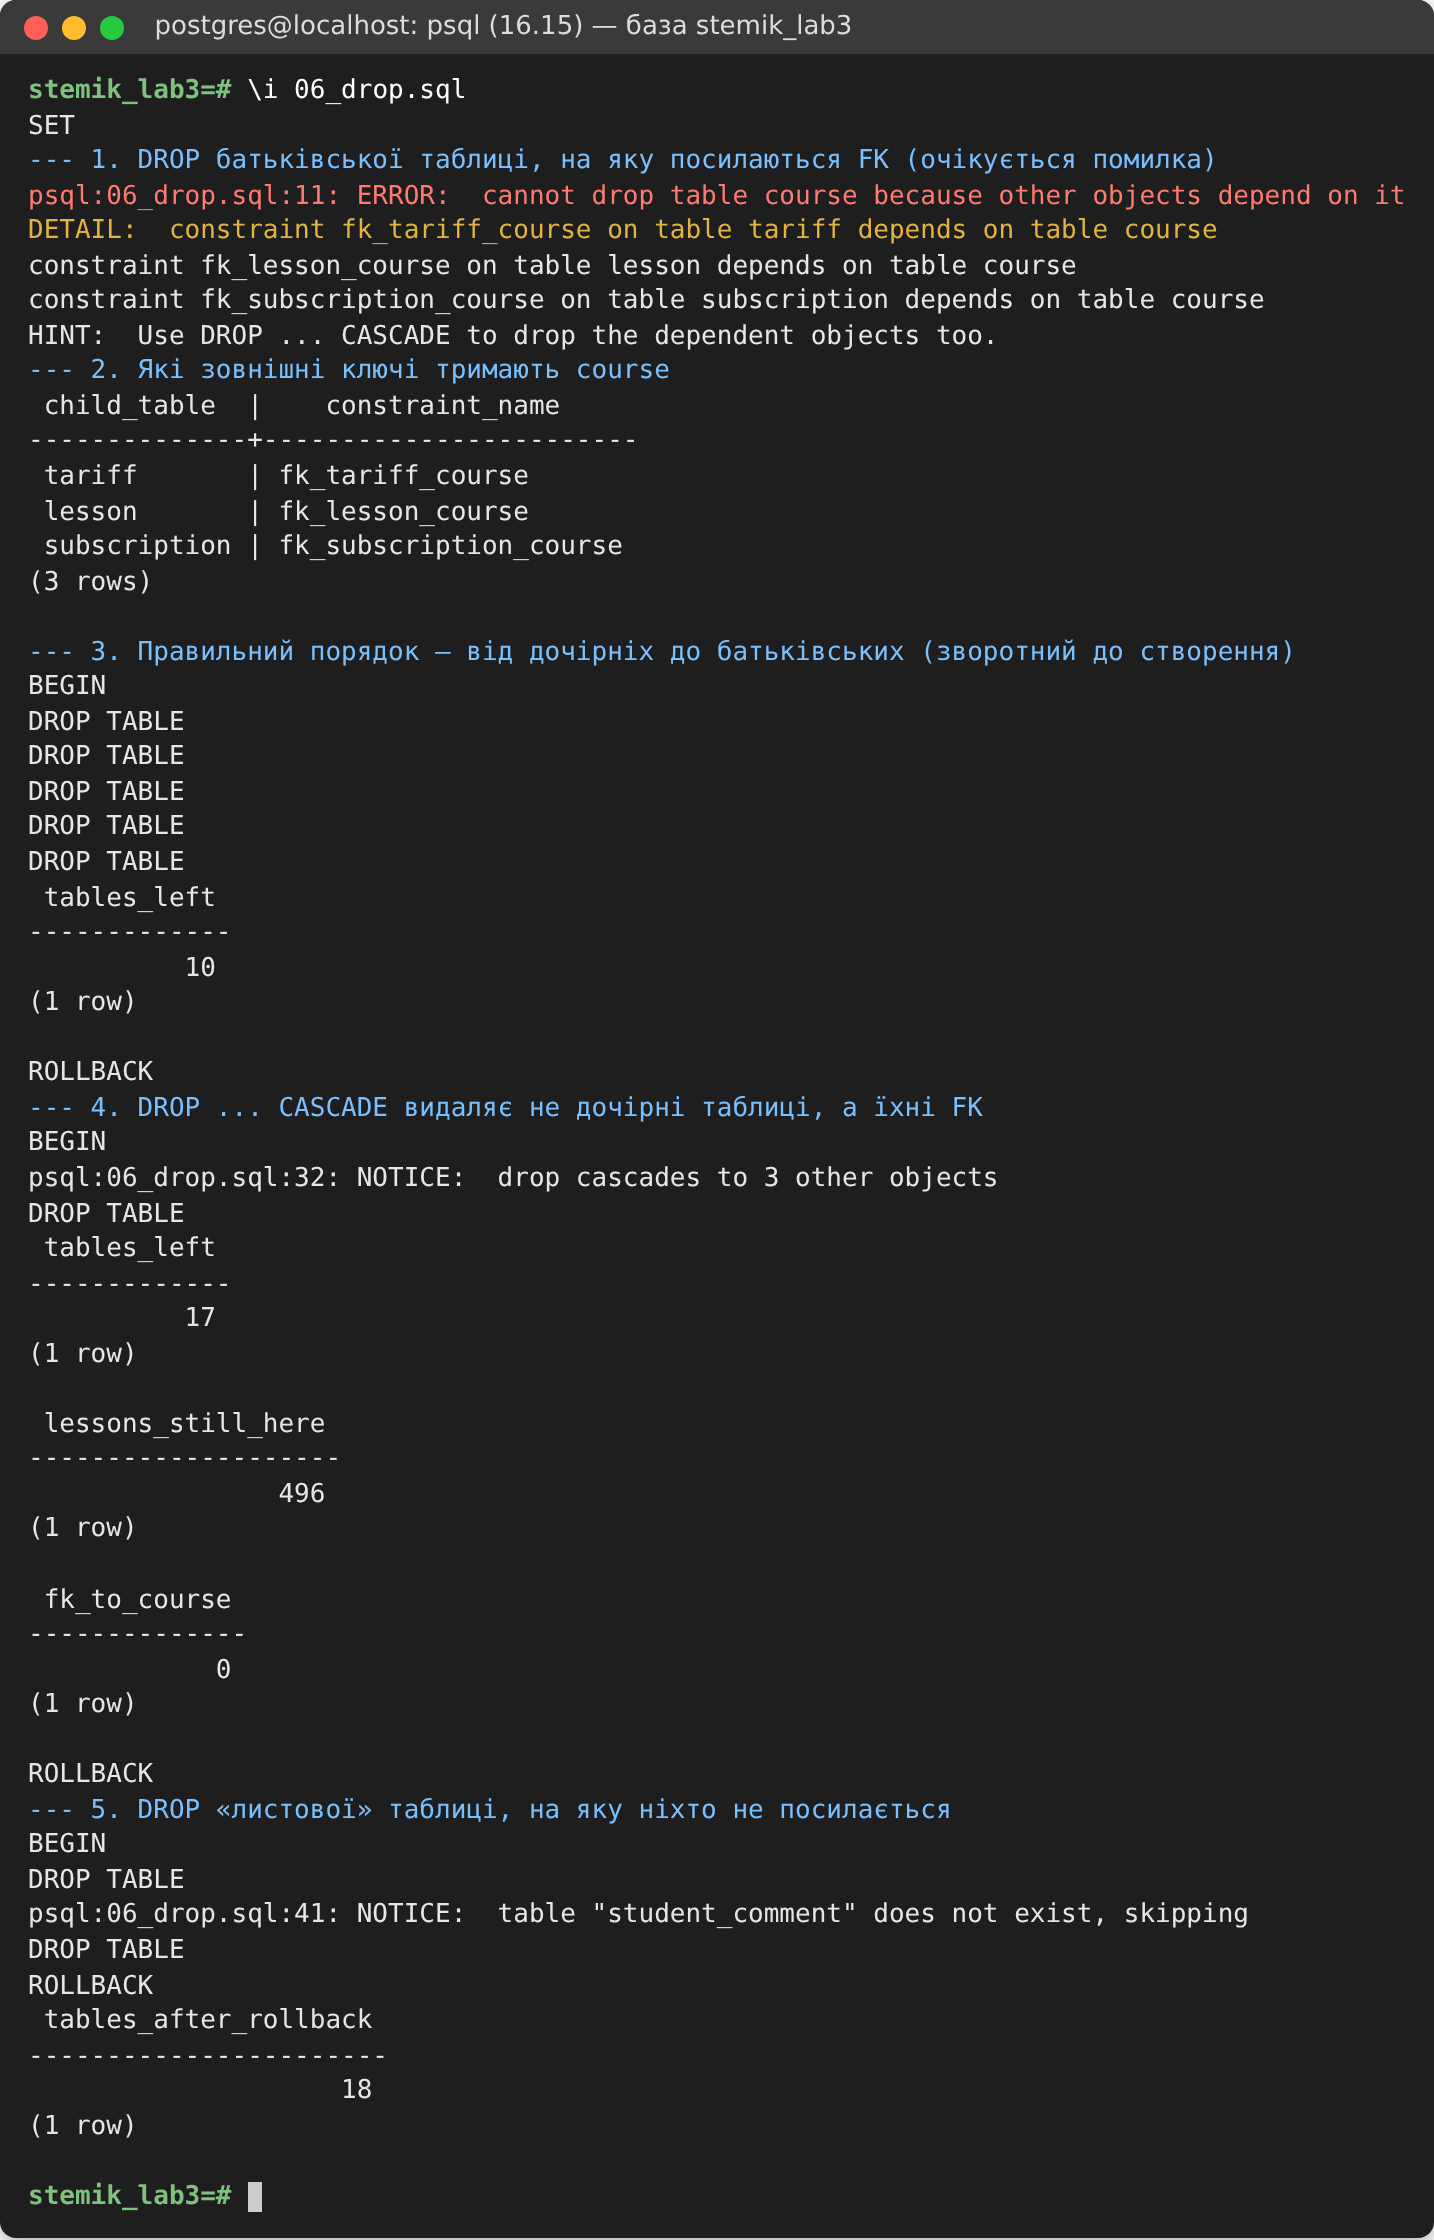 postgres@localhost: psql (16.15) — база stemik_lab3
stemik_lab3=# \i 06_drop.sql
SET
--- 1. DROP батьківської таблиці, на яку посилаються FK (очікується помилка)
psql:06_drop.sql:11: ERROR:  cannot drop table course because other objects depend on it
DETAIL:  constraint fk_tariff_course on table tariff depends on table course
constraint fk_lesson_course on table lesson depends on table course
constraint fk_subscription_course on table subscription depends on table course
HINT:  Use DROP ... CASCADE to drop the dependent objects too.
--- 2. Які зовнішні ключі тримають course
 child_table  |    constraint_name
--------------+------------------------
 tariff       | fk_tariff_course
 lesson       | fk_lesson_course
 subscription | fk_subscription_course
(3 rows)

--- 3. Правильний порядок — від дочірніх до батьківських (зворотний до створення)
BEGIN
DROP TABLE
DROP TABLE
DROP TABLE
DROP TABLE
DROP TABLE
 tables_left
-------------
          10
(1 row)

ROLLBACK
--- 4. DROP ... CASCADE видаляє не дочірні таблиці, а їхні FK
BEGIN
psql:06_drop.sql:32: NOTICE:  drop cascades to 3 other objects
DROP TABLE
 tables_left
-------------
          17
(1 row)

 lessons_still_here
--------------------
                496
(1 row)

 fk_to_course
--------------
            0
(1 row)

ROLLBACK
--- 5. DROP «листової» таблиці, на яку ніхто не посилається
BEGIN
DROP TABLE
psql:06_drop.sql:41: NOTICE:  table "student_comment" does not exist, skipping
DROP TABLE
ROLLBACK
 tables_after_rollback
-----------------------
                    18
(1 row)

stemik_lab3=#